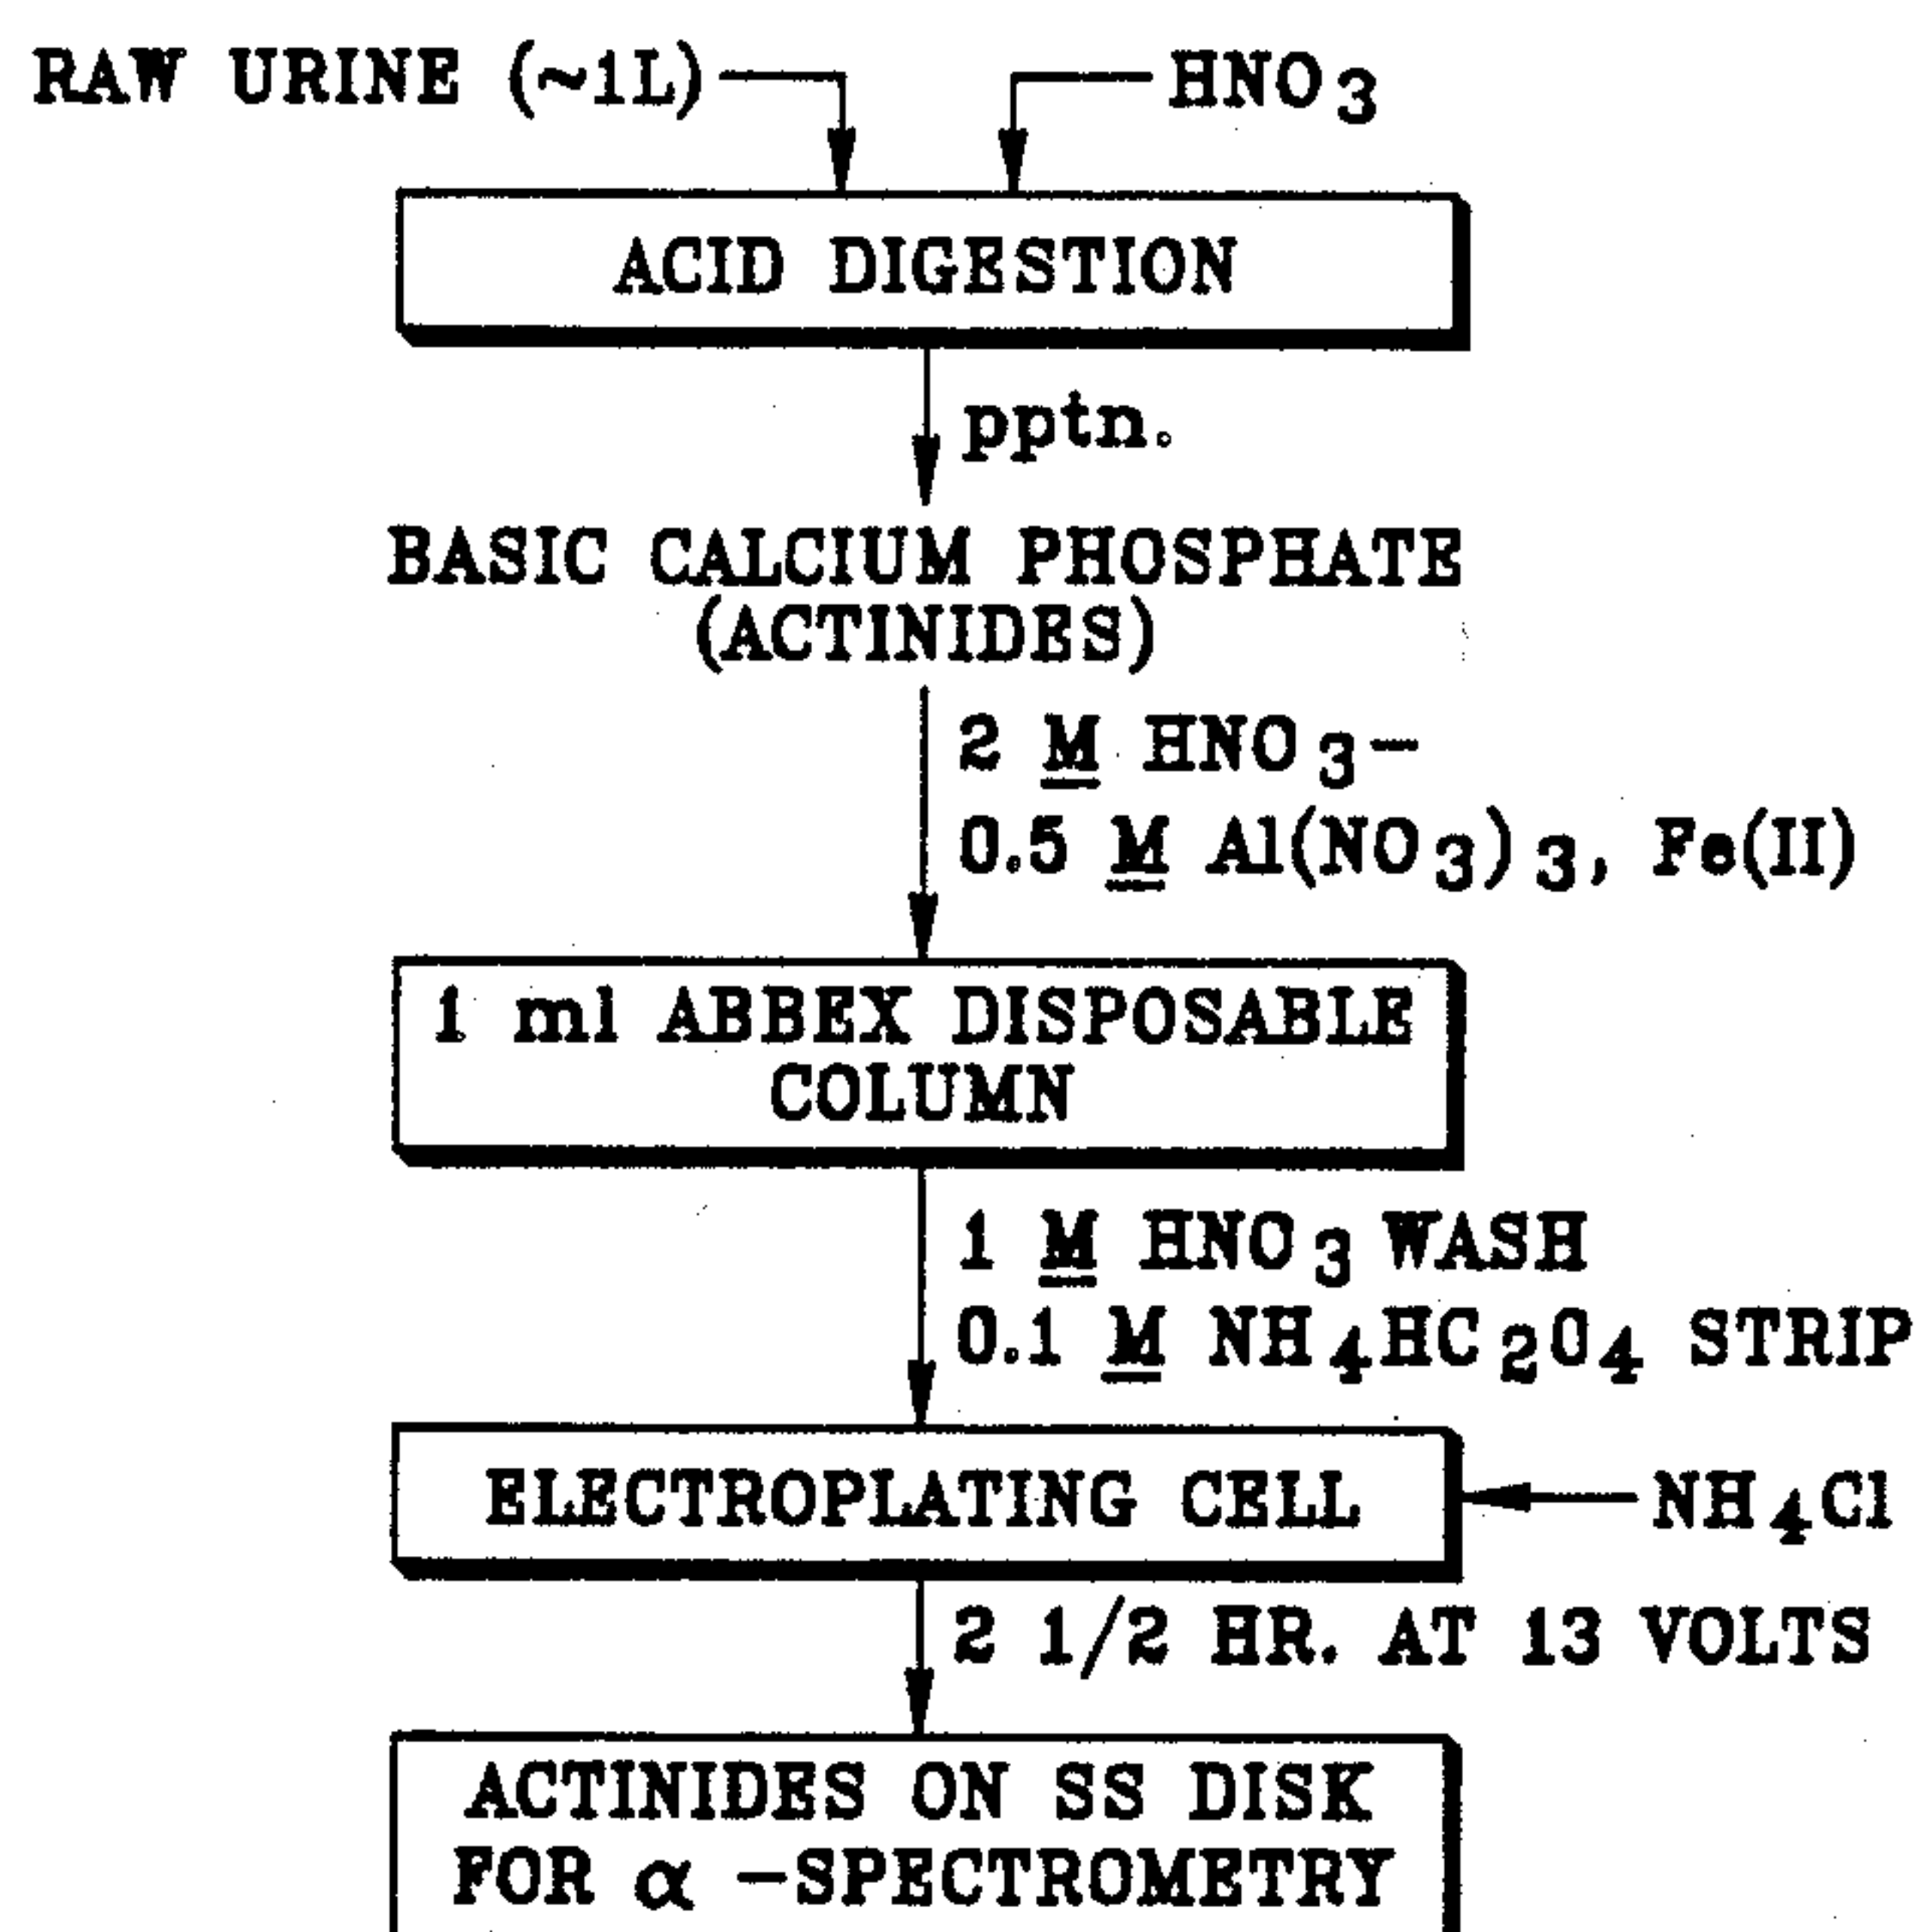 RAW URINE (~1L)
HNO3
ACID DIGESTION
pptn.
BASIC CALCIUM PHOSPHATE
(ACTINIDES)
2 M HNO3-
0.5 M Al(NO3)3, Fe(II)
1 ml ABBEX DISPOSABLE
COLUMN
1 M HNO3 WASH
0.1 M NH4HC2O4 STRIP
ELECTROPLATING CELL
NH4Cl
2 1/2 HR. AT 13 VOLTS
ACTINIDES ON SS DISK
FOR α -SPECTROMETRY